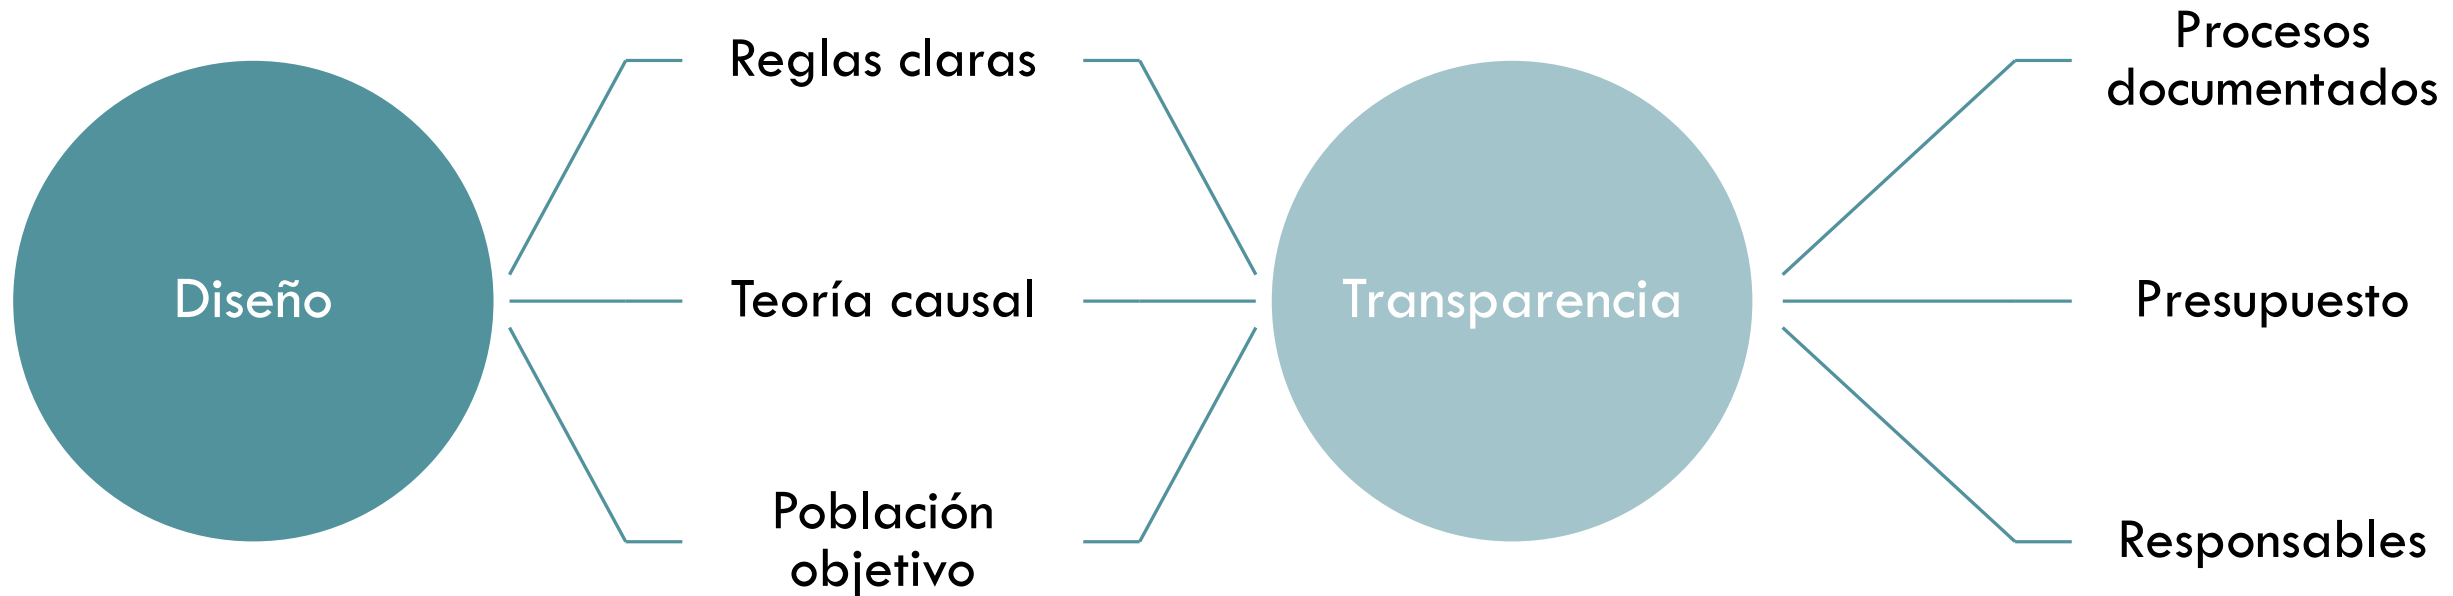 Diseño
Reglas claras
Teoría causal
Población
objetivo
Transparencia
Procesos
documentados
Presupuesto
Responsables